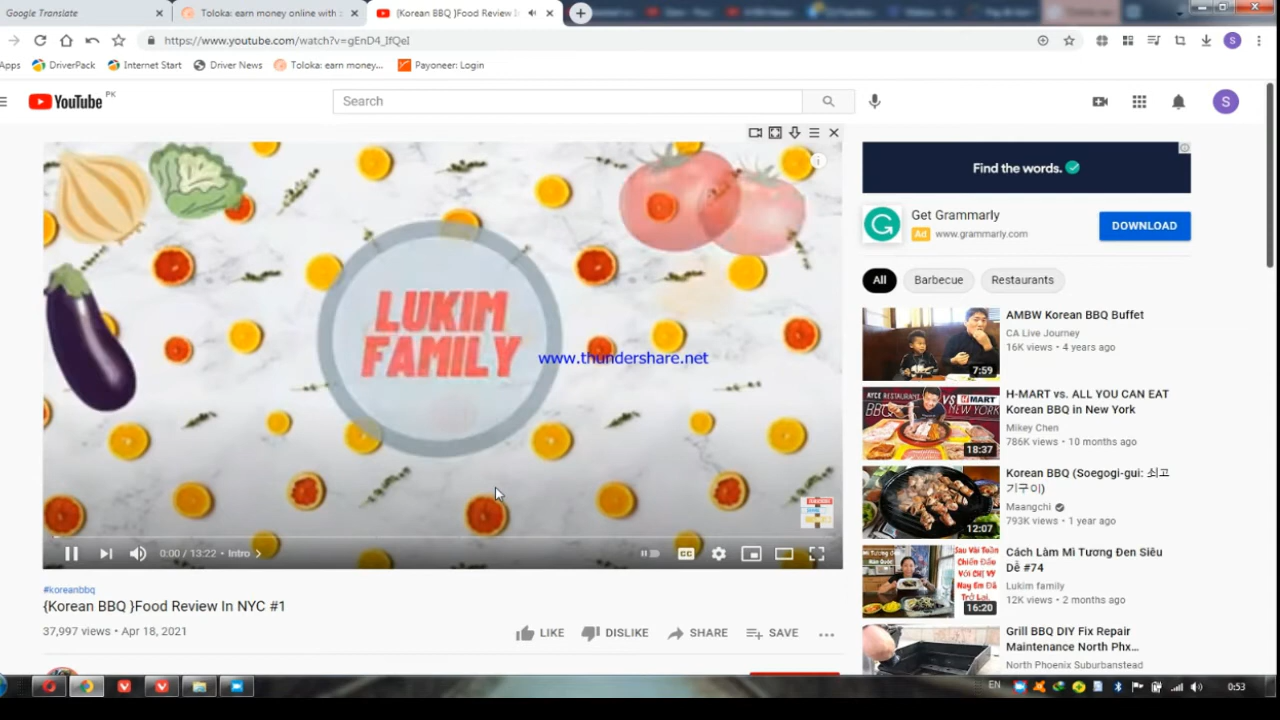 Google Translate
Toloka: earn money online with
{Korean BBQ }Food Review In
https://www.youtube.com/watch?v=gEnD4_IfQeI
S
Apps
DriverPack
Internet Start
Driver News
Toloka: earn money...
Payoneer: Login
YouTube
PK
Search
S
Find the words.
LUKIM
FAMILY
www.thundershare.net
Get Grammarly
Ad
www.grammarly.com
DOWNLOAD
All
Barbecue
Restaurants
AMBW Korean BBQ Buffet
CA Live Journey
16K views • 4 years ago
7:59
H-MART vs. ALL YOU CAN EAT
Korean BBQ in New York
Mikey Chen
786K views • 10 months ago
18:37
Korean BBQ (Soegogi-gui: 쇠고
기구이)
Maangchi
793K views • 1 year ago
12:07
Cách Làm Mì Tương Đen Siêu
Dễ #74
Lukim family
12K views • 2 months ago
16:20
Grill BBQ DIY Fix Repair
Maintenance North Phx...
North Phoenix Suburbanstead
0:00 / 13:22 • Intro
CC
#koreanbbq
{Korean BBQ }Food Review In NYC #1
37,997 views • Apr 18, 2021
LIKE
DISLIKE
SHARE
SAVE
EN
0:53